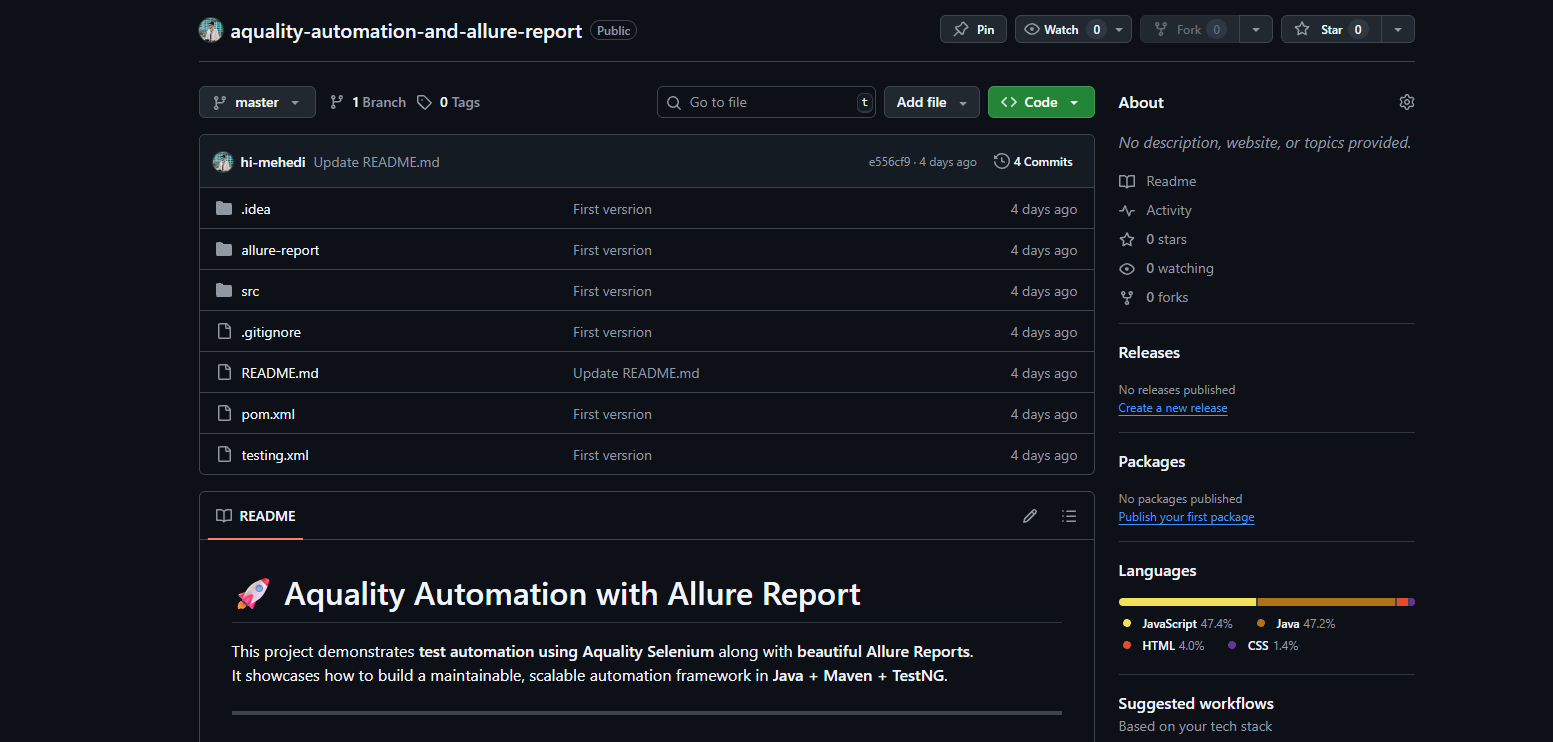 aquality-automation-and-allure-report Public Pin Watch 0 Fork 0 Star 0
master 1 Branch 0 Tags Go to file t Add file Code
hi-mehedi Update README.md e556cf9 · 4 days ago 4 Commits
.idea First versrion 4 days ago
allure-report First versrion 4 days ago
src First versrion 4 days ago
.gitignore First versrion 4 days ago
README.md Update README.md 4 days ago
pom.xml First versrion 4 days ago
testing.xml First versrion 4 days ago
README
🚀 Aquality Automation with Allure Report
This project demonstrates test automation using Aquality Selenium along with beautiful Allure Reports.
It showcases how to build a maintainable, scalable automation framework in Java + Maven + TestNG.
About
No description, website, or topics provided.
Readme
Activity
0 stars
0 watching
0 forks
Releases
No releases published
Create a new release
Packages
No packages published
Publish your first package
Languages
JavaScript 47.4% Java 47.2%
HTML 4.0% CSS 1.4%
Suggested workflows
Based on your tech stack